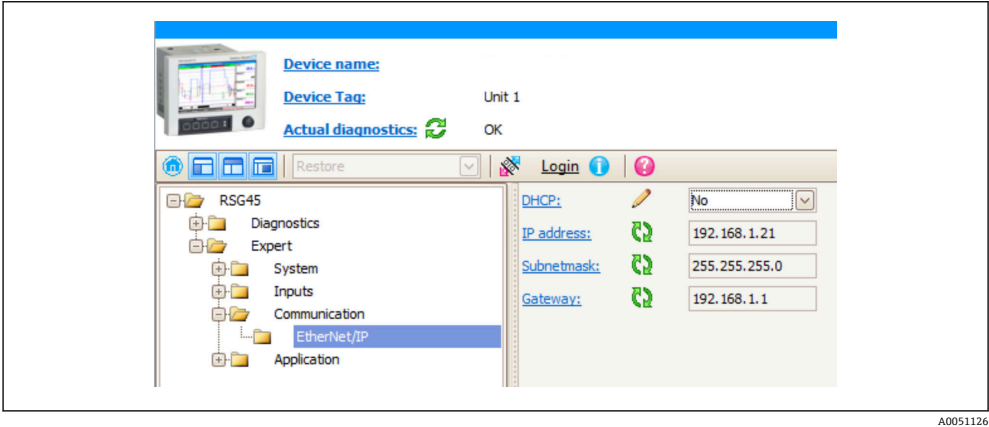 Device name:
Device Tag: Unit 1
Actual diagnostics: OK
Restore Login
RSG45
Diagnostics
Expert
System
Inputs
Communication
EtherNet/IP
Application
DHCP: No
IP address: 192.168.1.21
Subnetmask: 255.255.255.0
Gateway: 192.168.1.1
A0051126